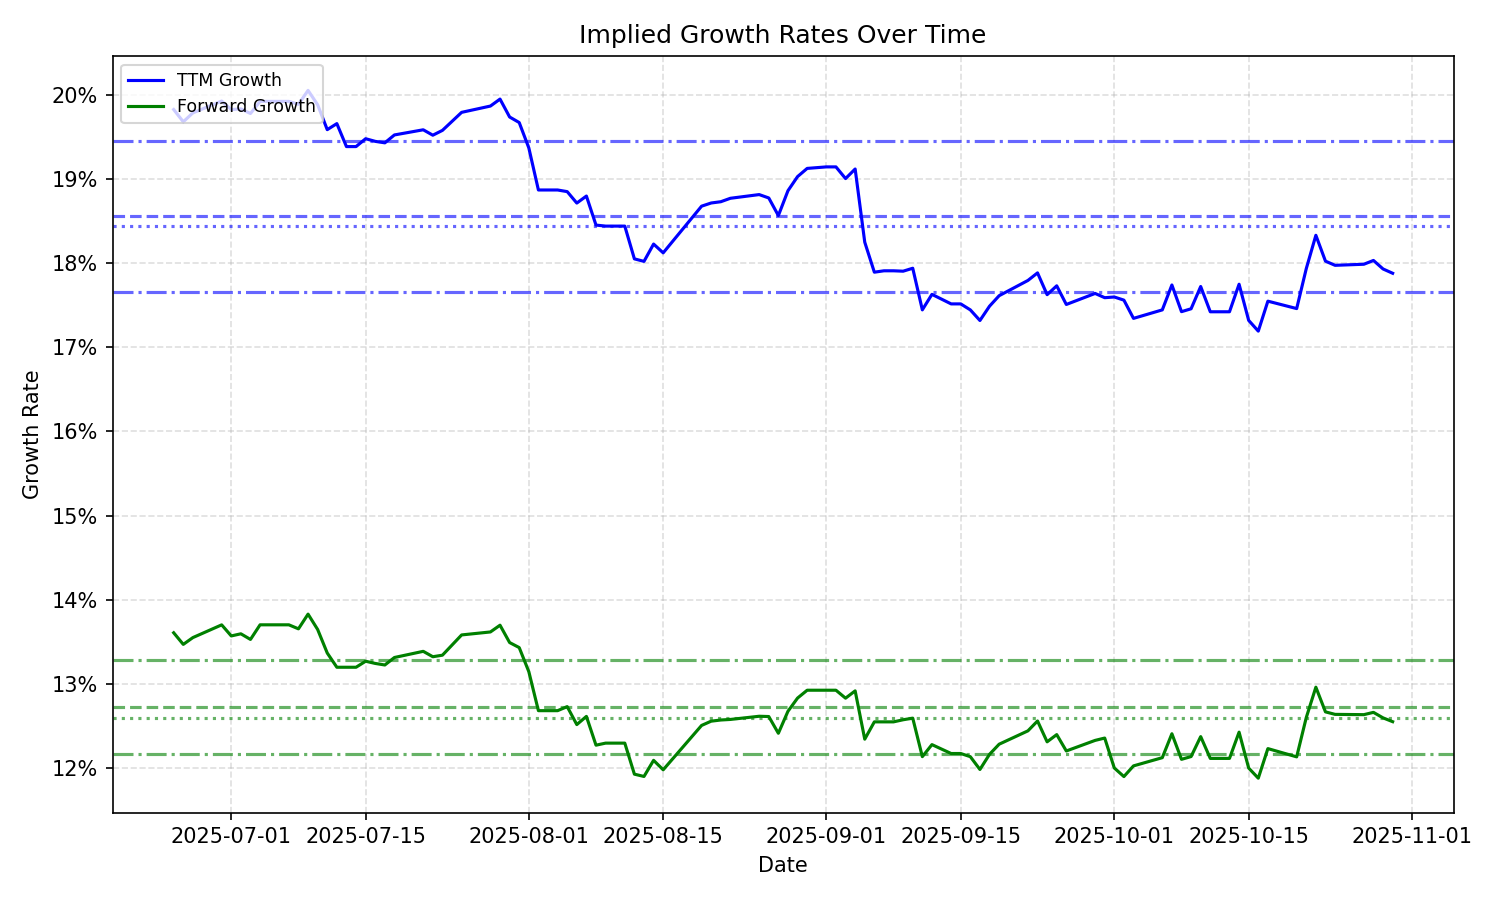 Implied Growth Rates Over Time
TTM Growth
Forward Growth
20%
19%
18%
17%
16%
15%
14%
13%
12%
Growth Rate
2025-07-01 2025-07-15 2025-08-01 2025-08-15 2025-09-01 2025-09-15 2025-10-01 2025-10-15 2025-11-01
Date